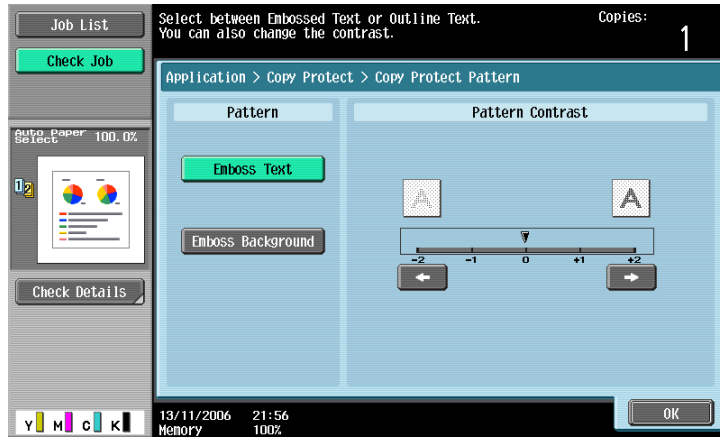 Job List
Check Job
Select between Embossed Text or Outline Text.
You can also change the contrast.
Copies:
1
Application > Copy Protect > Copy Protect Pattern
Auto Paper Select 100.0%
1 2
Check Details
Pattern
Emboss Text
Emboss Background
Pattern Contrast
A A
-2 -1 0 +1 +2
Y M C K
13/11/2006 21:56
Memory 100%
OK